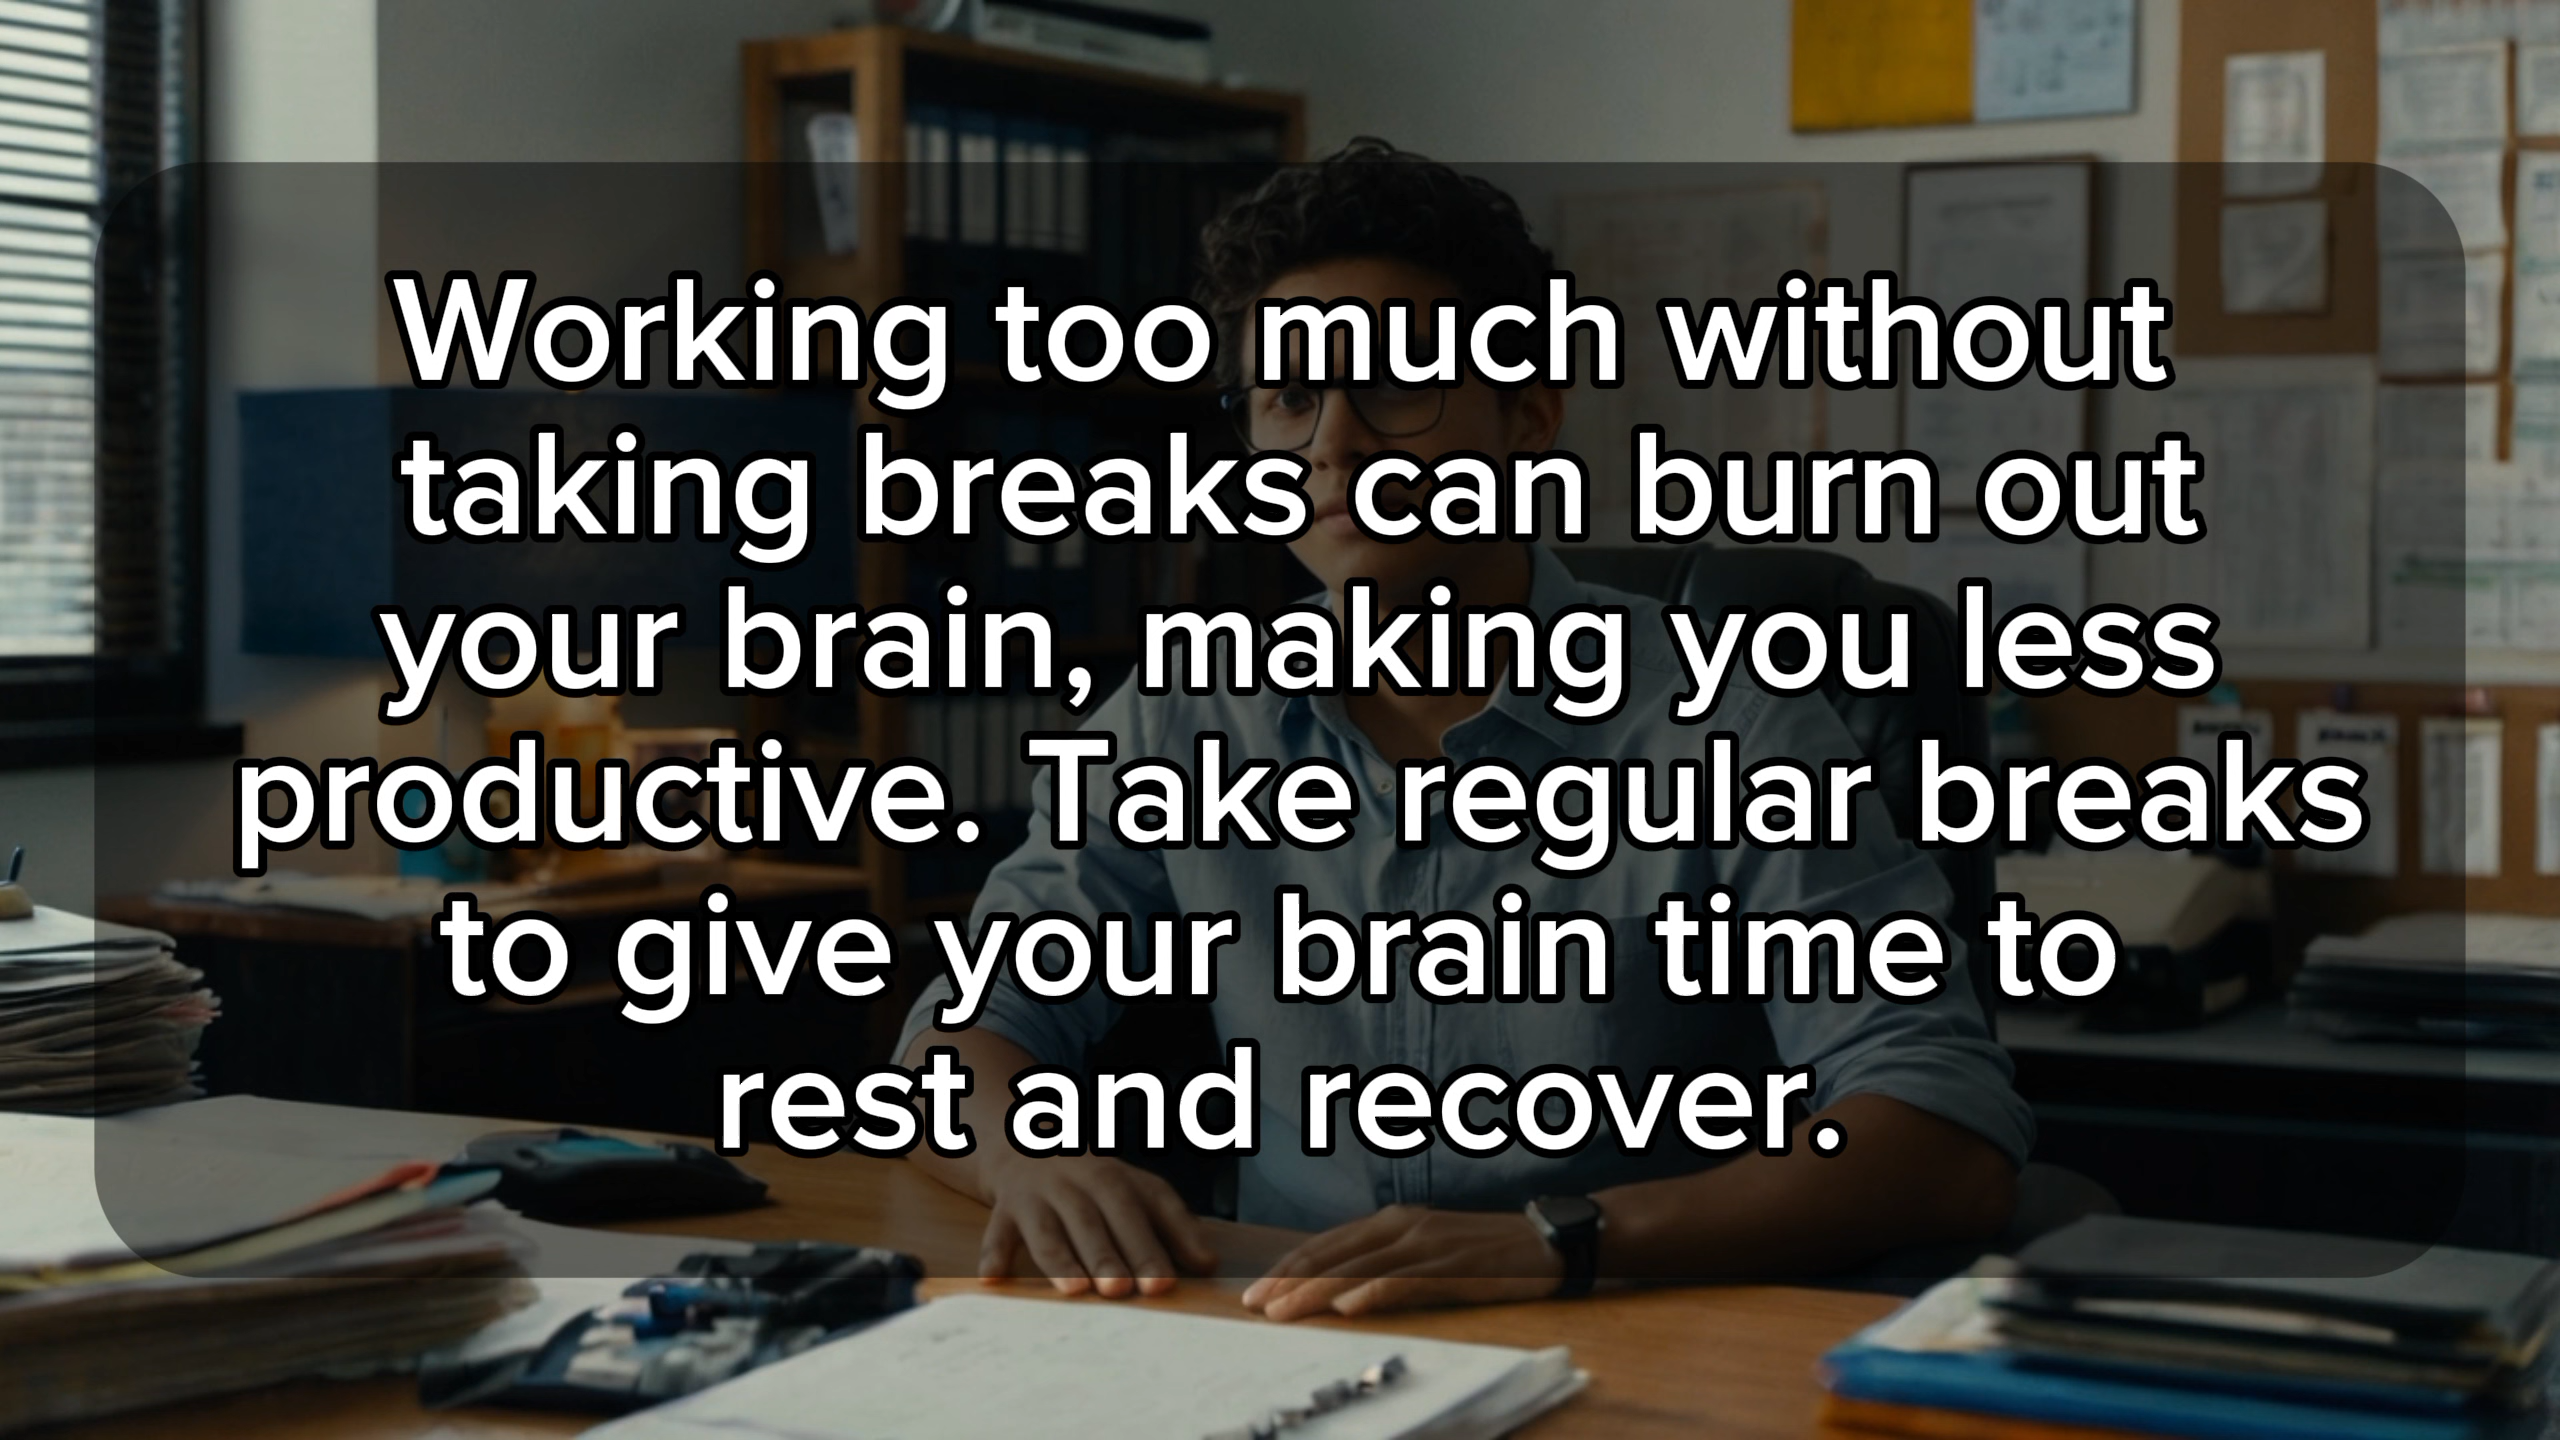 Working too much without
taking breaks can burn out
your brain, making you less
productive. Take regular breaks
to give your brain time to
rest and recover.